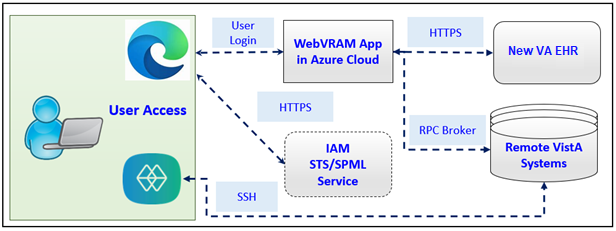 User Access
User
Login
WebVRAM App
in Azure Cloud
HTTPS
New VA EHR
HTTPS
IAM
STS/SPML
Service
RPC Broker
Remote VistA
Systems
SSH